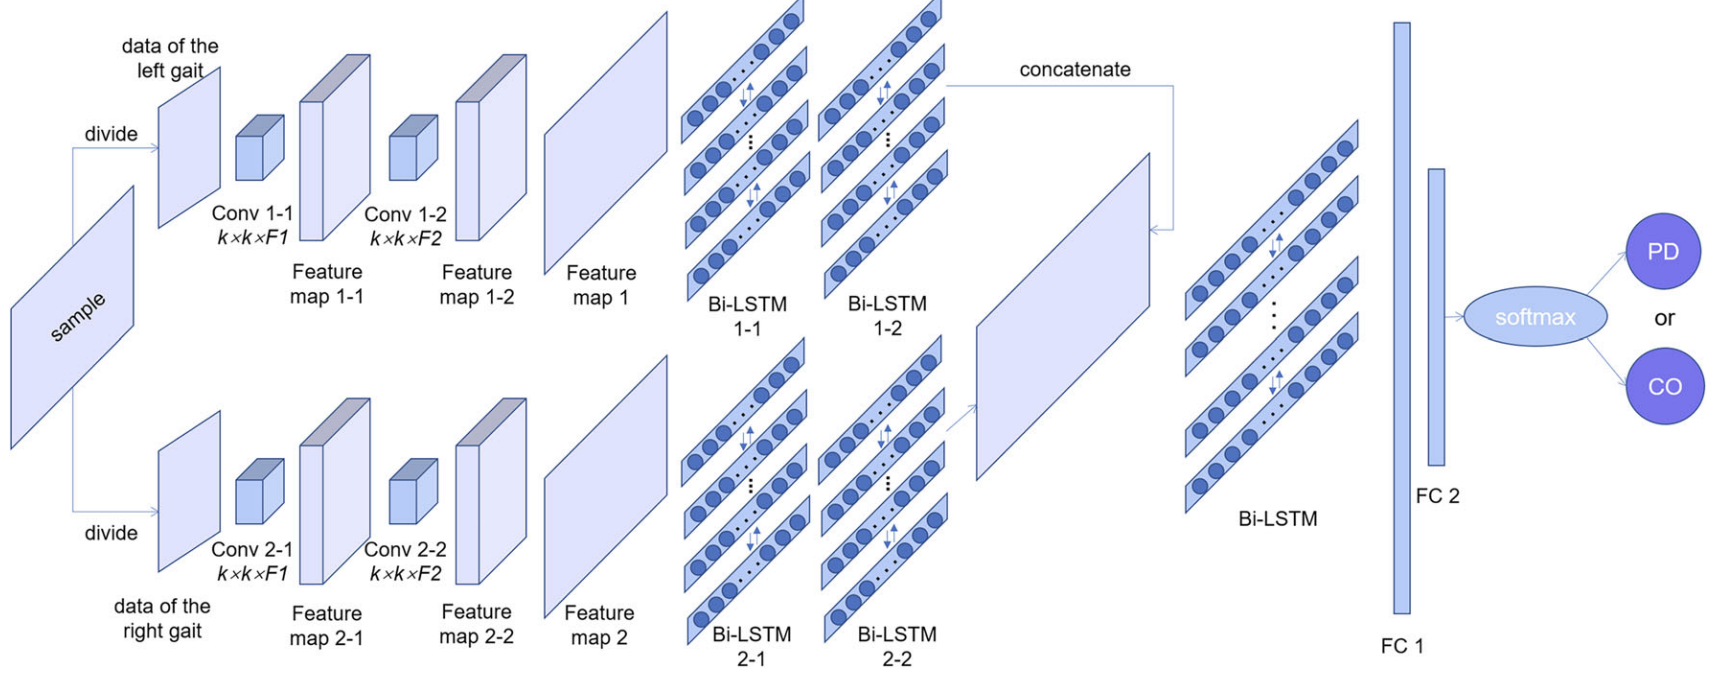 data of the
left gait
divide
Conv 1-1
k×k×F1
Conv 1-2
k×k×F2
Feature
map 1-1
Feature
map 1-2
Feature
map 1
Bi-LSTM
1-1
Bi-LSTM
1-2
concatenate
sample
divide
data of the
right gait
Conv 2-1
k×k×F1
Conv 2-2
k×k×F2
Feature
map 2-1
Feature
map 2-2
Feature
map 2
Bi-LSTM
2-1
Bi-LSTM
2-2
Bi-LSTM
FC 1
FC 2
softmax
PD
or
CO